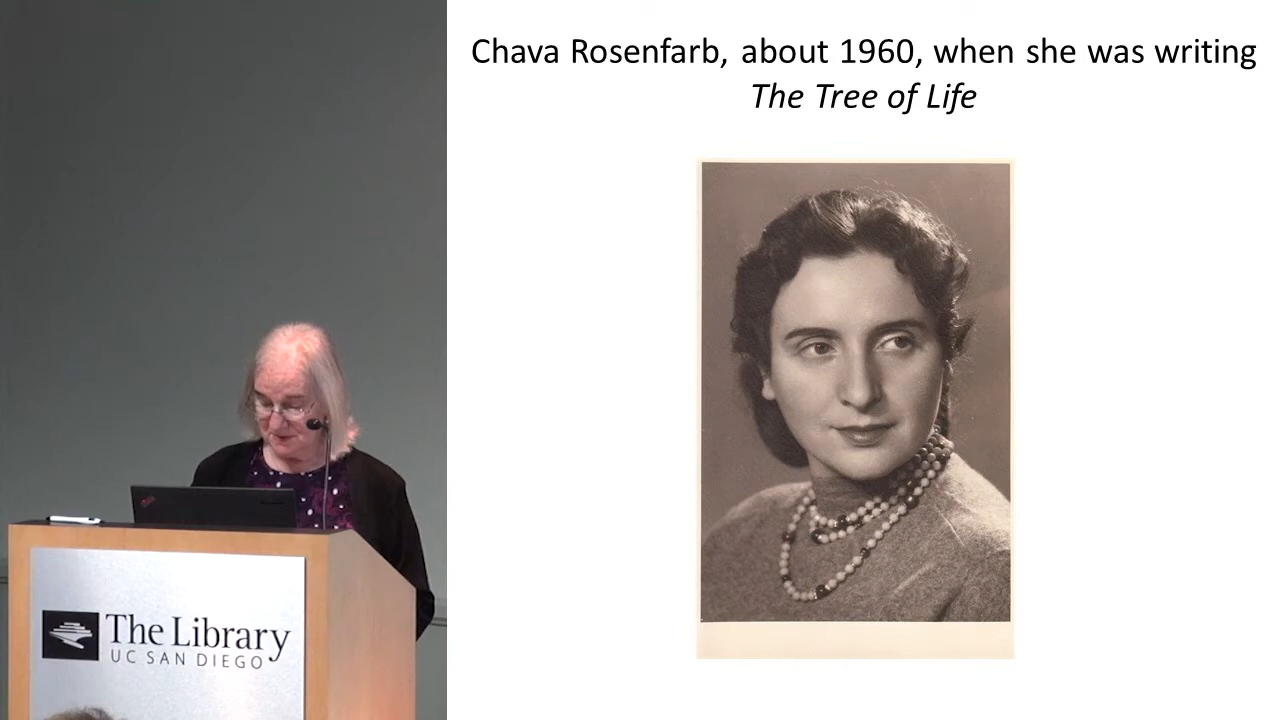 Chava Rosenfarb, about 1960, when she was writing
The Tree of Life
The Library
UC SAN DIEGO